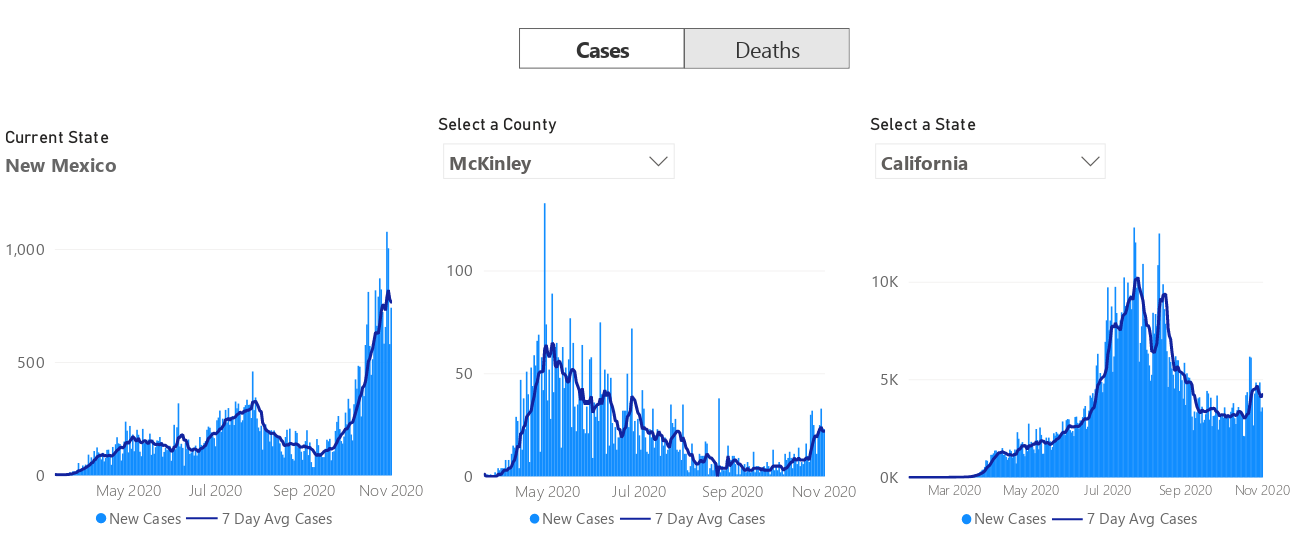 Cases
Deaths
Current State
New Mexico
1,000
500
0
May 2020 Jul 2020 Sep 2020 Nov 2020
New Cases 7 Day Avg Cases
Select a County
McKinley
100
50
0
May 2020 Jul 2020 Sep 2020 Nov 2020
New Cases 7 Day Avg Cases
Select a State
California
10K
5K
0K
Mar 2020 May 2020 Jul 2020 Sep 2020 Nov 2020
New Cases 7 Day Avg Cases